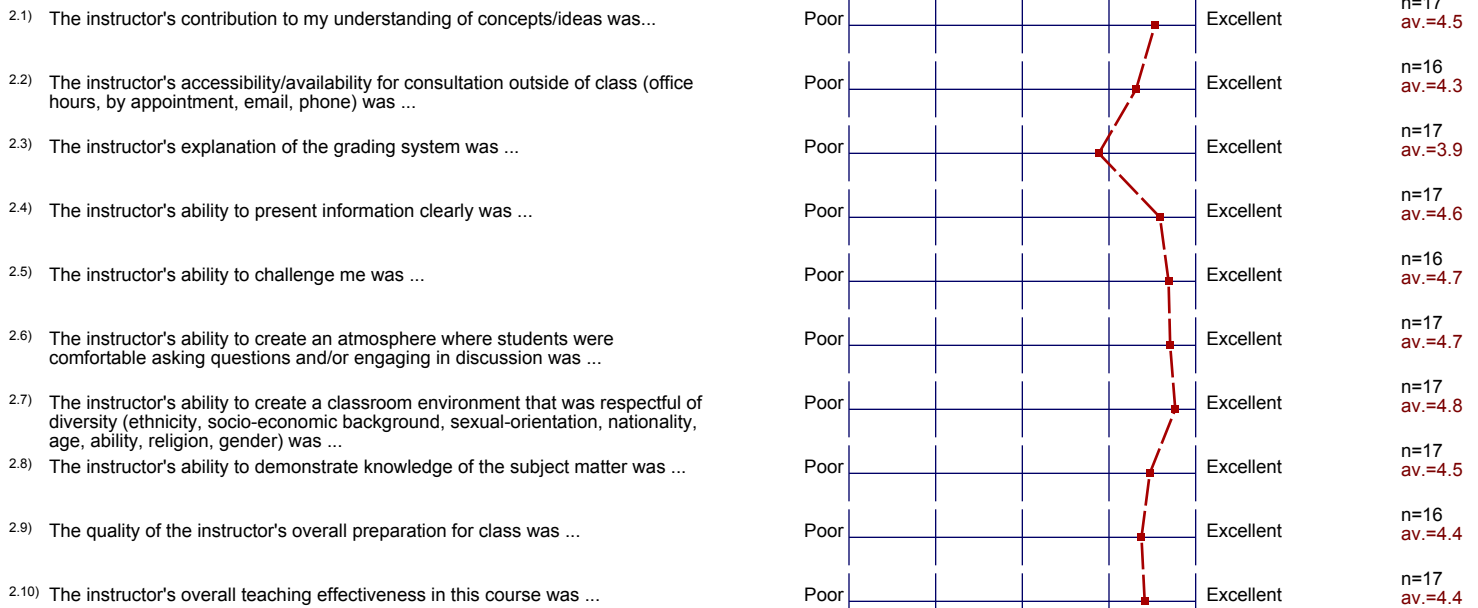 2.1) The instructor's contribution to my understanding of concepts/ideas was... Poor Excellent n=17
av.=4.5
2.2) The instructor's accessibility/availability for consultation outside of class (office
hours, by appointment, email, phone) was ... Poor Excellent n=16
av.=4.3
2.3) The instructor's explanation of the grading system was ... Poor Excellent n=17
av.=3.9
2.4) The instructor's ability to present information clearly was ... Poor Excellent n=17
av.=4.6
2.5) The instructor's ability to challenge me was ... Poor Excellent n=16
av.=4.7
2.6) The instructor's ability to create an atmosphere where students were
comfortable asking questions and/or engaging in discussion was ... Poor Excellent n=17
av.=4.7
2.7) The instructor's ability to create a classroom environment that was respectful of
diversity (ethnicity, socio-economic background, sexual-orientation, nationality,
age, ability, religion, gender) was ... Poor Excellent n=17
av.=4.8
2.8) The instructor's ability to demonstrate knowledge of the subject matter was ... Poor Excellent n=17
av.=4.5
2.9) The quality of the instructor's overall preparation for class was ... Poor Excellent n=16
av.=4.4
2.10) The instructor's overall teaching effectiveness in this course was ... Poor Excellent n=17
av.=4.4